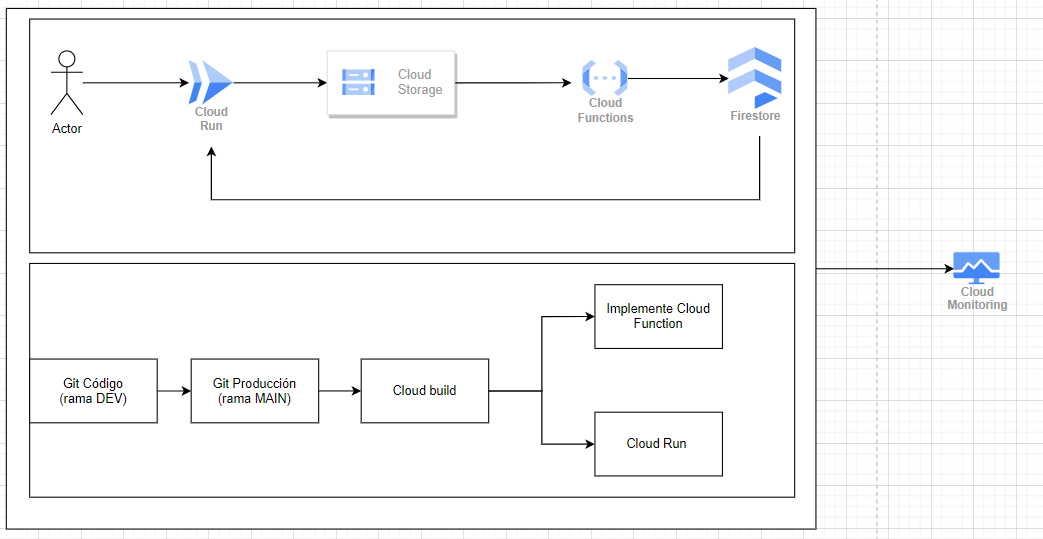 Actor
Cloud
Run
Cloud
Storage
Cloud
Functions
Firestore
Cloud
Monitoring
Git Código
(rama DEV)
Git Producción
(rama MAIN)
Cloud build
Implemente Cloud
Function
Cloud Run